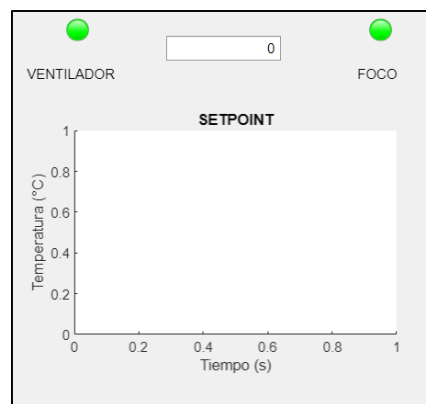 0
VENTILADOR
FOCO
SETPOINT
1
0.8
0.6
0.4
0.2
0
Temperatura (°C)
0 0.2 0.4 0.6 0.8 1
Tiempo (s)